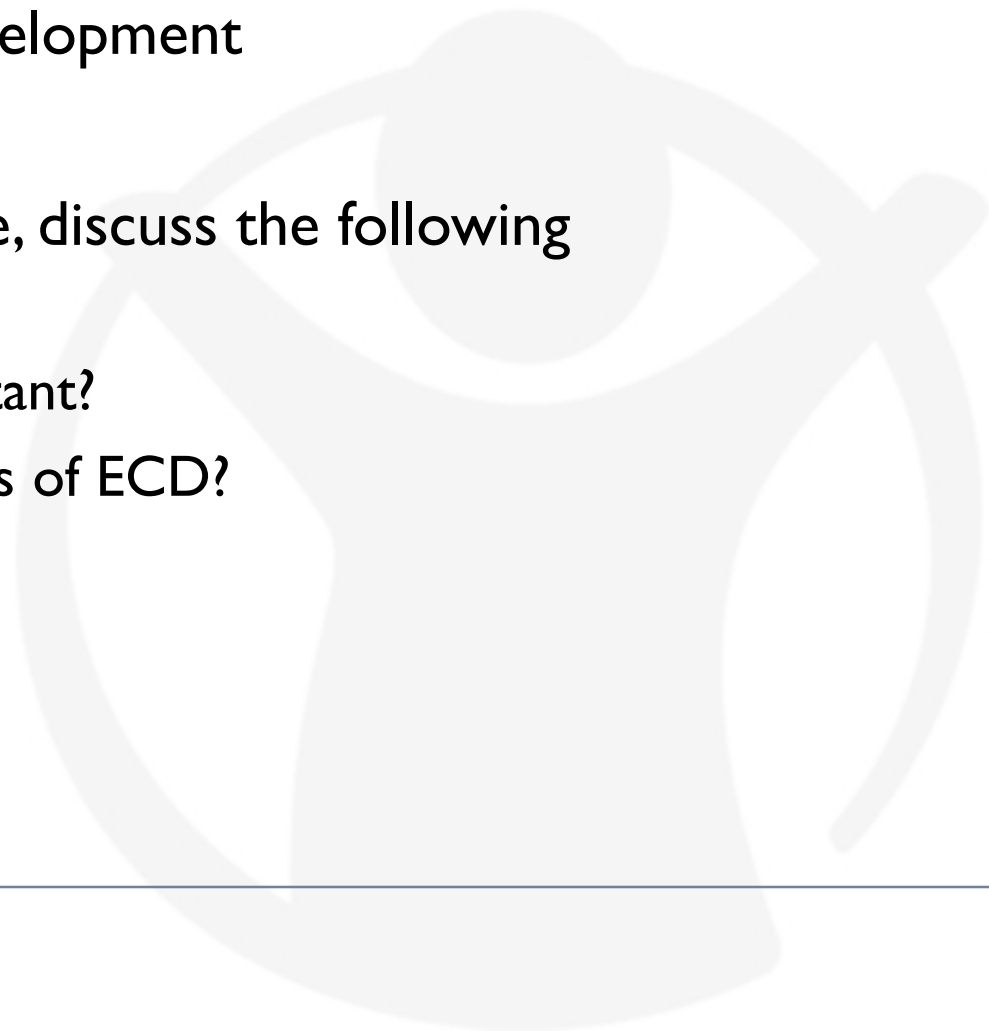 elopment
e, discuss the following
tant?
s of ECD?